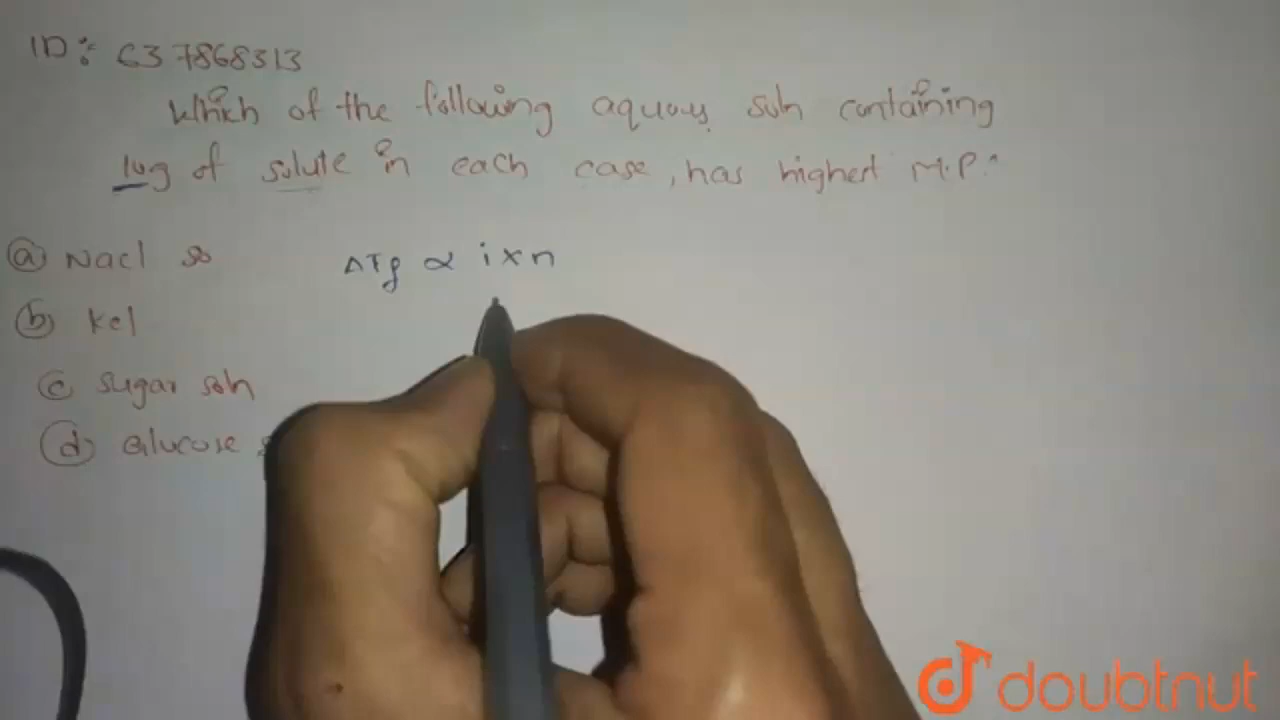 ID: 637868313
Which of the following aquous soln containing
10g of solute in each case, has highest M.P.
(a) Nacl so
ΔTf ∝ i×n
(b) kcl
(c) sugar soln
(d) Glucose
doubtnut